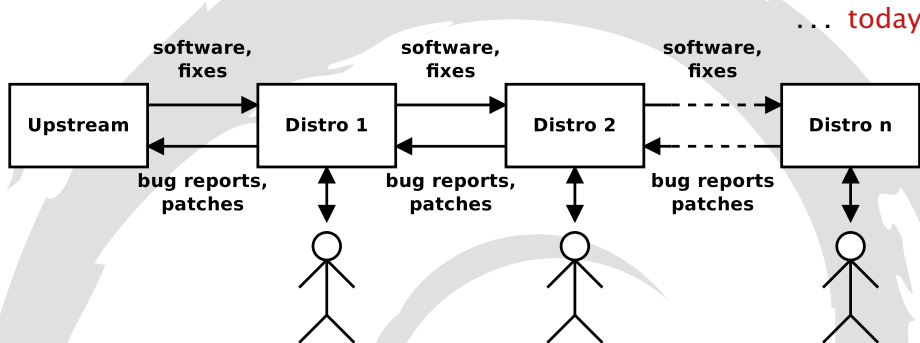 ... today
software,
fixes
software,
fixes
software,
fixes
Upstream
Distro 1
Distro 2
Distro n
bug reports,
patches
bug reports,
patches
bug reports
patches